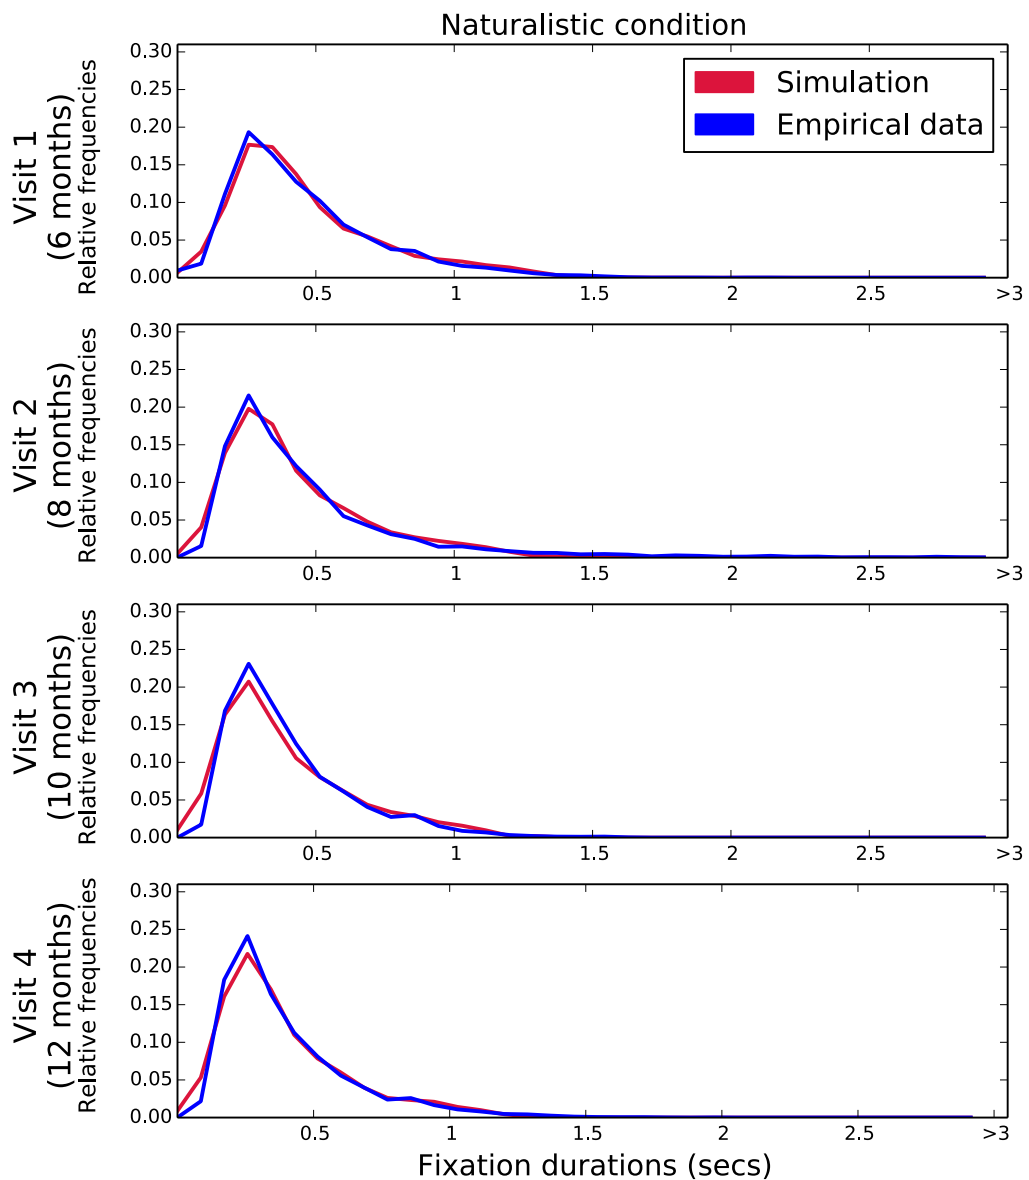 Naturalistic condition
Visit 1
(6 months)
Relative frequencies
0.30
0.25
0.20
0.15
0.10
0.05
0.00
Simulation
Empirical data
0.5 1 1.5 2 2.5 >3
Visit 2
(8 months)
Relative frequencies
0.30
0.25
0.20
0.15
0.10
0.05
0.00
0.5 1 1.5 2 2.5 >3
Visit 3
(10 months)
Relative frequencies
0.30
0.25
0.20
0.15
0.10
0.05
0.00
0.5 1 1.5 2 2.5 >3
Visit 4
(12 months)
Relative frequencies
0.30
0.25
0.20
0.15
0.10
0.05
0.00
0.5 1 1.5 2 2.5 >3
Fixation durations (secs)